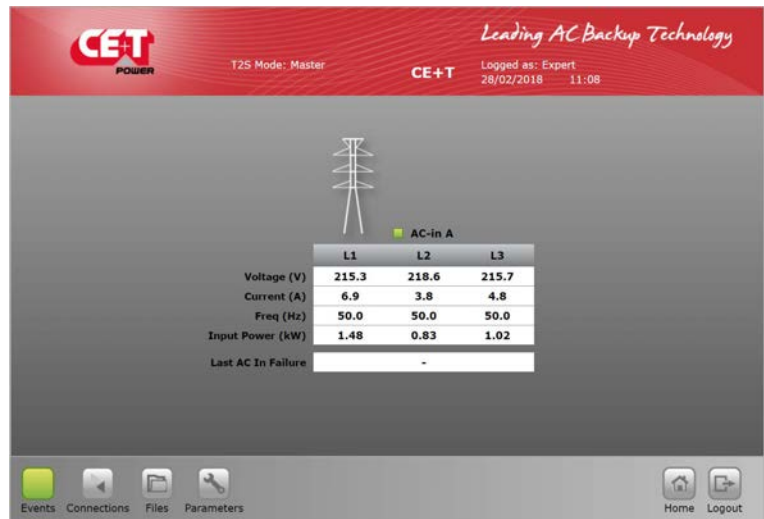 CE+T
POWER
Leading AC Backup Technology
T2S Mode: Master
CE+T
Logged as: Expert
28/02/2018 11:08
AC-in A
L1 L2 L3
Voltage (V) 215.3 218.6 215.7
Current (A) 6.9 3.8 4.8
Freq (Hz) 50.0 50.0 50.0
Input Power (kW) 1.48 0.83 1.02
Last AC In Failure -
Events Connections Files Parameters Home Logout